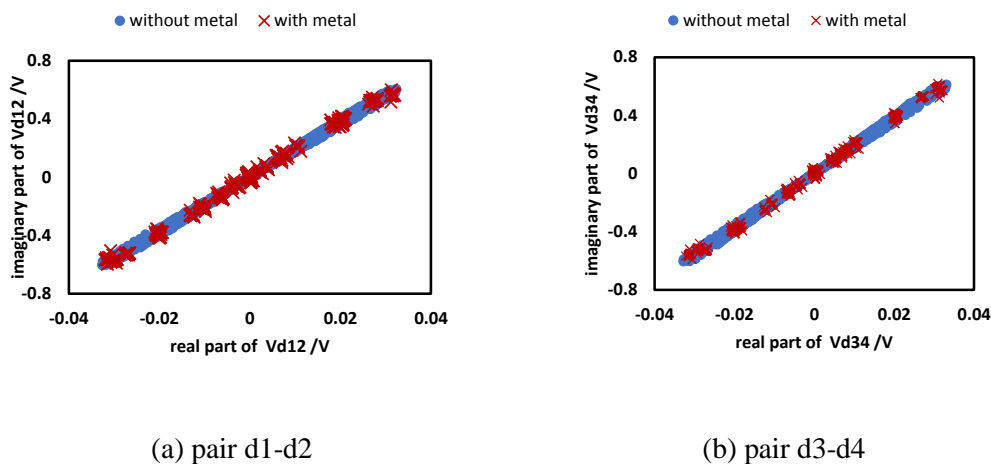 without metal with metal
imaginary part of Vd12 /V
0.8
0.4
0
-0.4
-0.8
-0.04 -0.02 0 0.02 0.04
real part of Vd12 /V
(a) pair d1-d2
without metal with metal
imaginary part of Vd34 /V
0.8
0.4
0
-0.4
-0.8
-0.04 -0.02 0 0.02 0.04
real part of Vd34 /V
(b) pair d3-d4